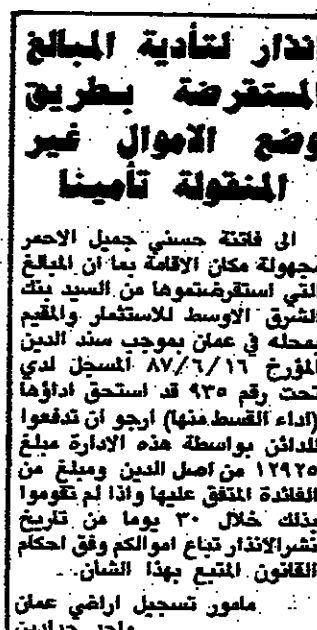 انذار لتأدية المبالغ
المستقرضة بطريق
وضع الاموال غير
المنقولة تأمينا
الى فاتنة حسني جميل الاحمر
مجهولة مكان الاقامة بما ان المبالغ
التي استقرضتموها من السيد بنك
الشرق الاوسط للاستثمار والمقيم
بمحله في عمان بموجب سند الدين
المؤرخ ٨٧/٦/١٦ المسجل لدي
تحت رقم ٩٣٥ قد استحق اداؤها
(اداء القسط منها) ارجو ان تدفعوا
للدائن بواسطة هذه الادارة مبلغ
١٢٩٢٥ من اصل الدين ومبلغ من
الفائدة المتفق عليها واذا لم تقوموا
بذلك خلال ٣٠ يوما من تاريخ
نشر الانذار تباع اموالكم وفق احكام
القانون المتبع بهذا الشان.
مامور تسجيل اراضي عمان